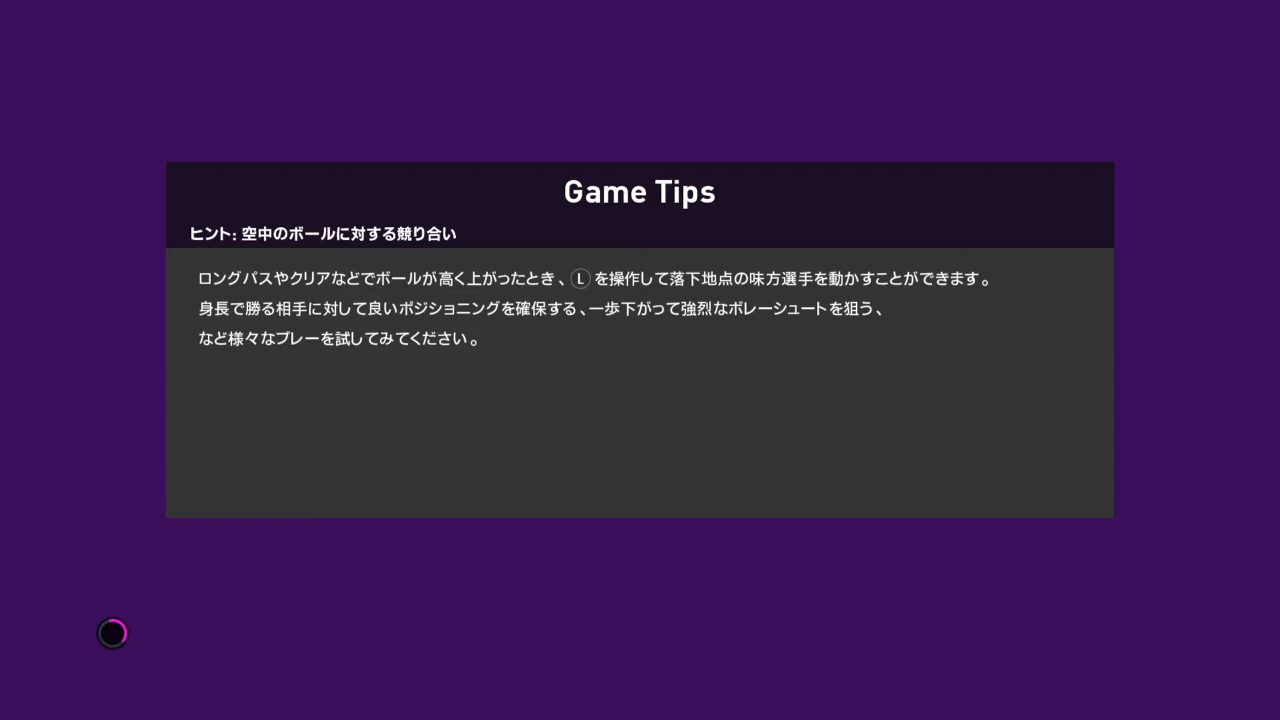 Game Tips
ヒント: 空中のボールに対する競り合い
ロングパスやクリアなどでボールが高く上がったとき、Ⓛを操作して落下地点の味方選手を動かすことができます。
身長で勝る相手に対して良いポジショニングを確保する、一歩下がって強烈なボレーシュートを狙う、
など様々なプレーを試してみてください。